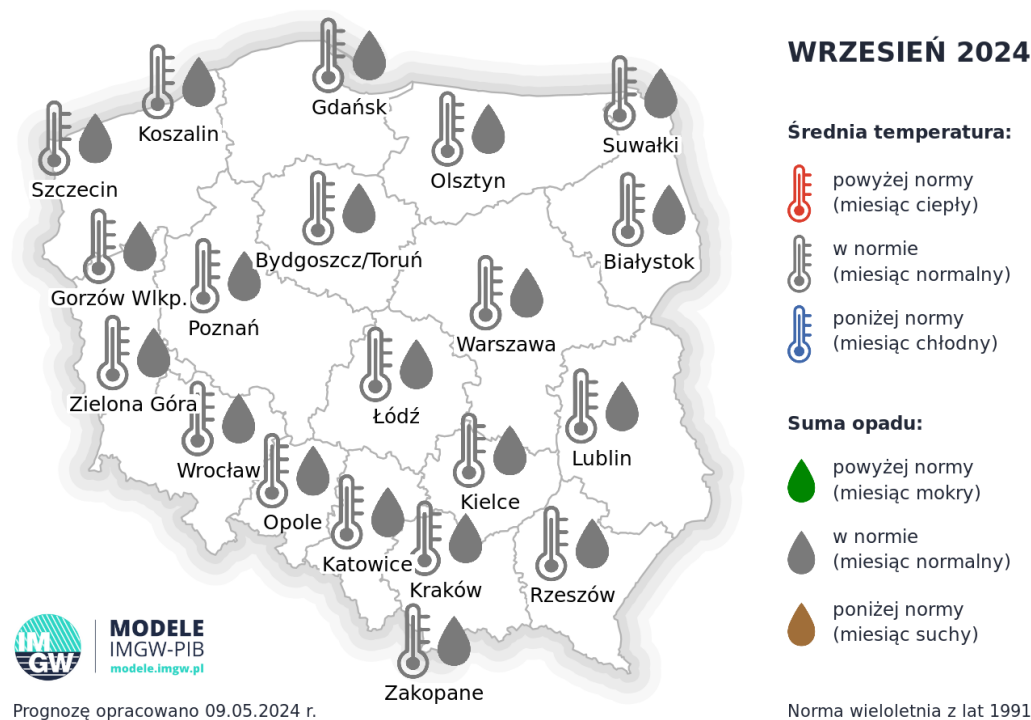 WRZESIEŃ 2024
Gdańsk
Koszalin
Suwałki
Olsztyn
Szczecin
Bydgoszcz/Toruń
Białystok
Gorzów Wlkp.
Poznań
Warszawa
Zielona Góra
Łódź
Wrocław
Lublin
Kielce
Opole
Katowice
Kraków
Rzeszów
Zakopane
Średnia temperatura:
powyżej normy
(miesiąc ciepły)
w normie
(miesiąc normalny)
poniżej normy
(miesiąc chłodny)
Suma opadu:
powyżej normy
(miesiąc mokry)
w normie
(miesiąc normalny)
poniżej normy
(miesiąc suchy)
IM
GW
MODELE
IMGW-PIB
modele.imgw.pl
Prognozę opracowano 09.05.2024 r.
Norma wieloletnia z lat 1991